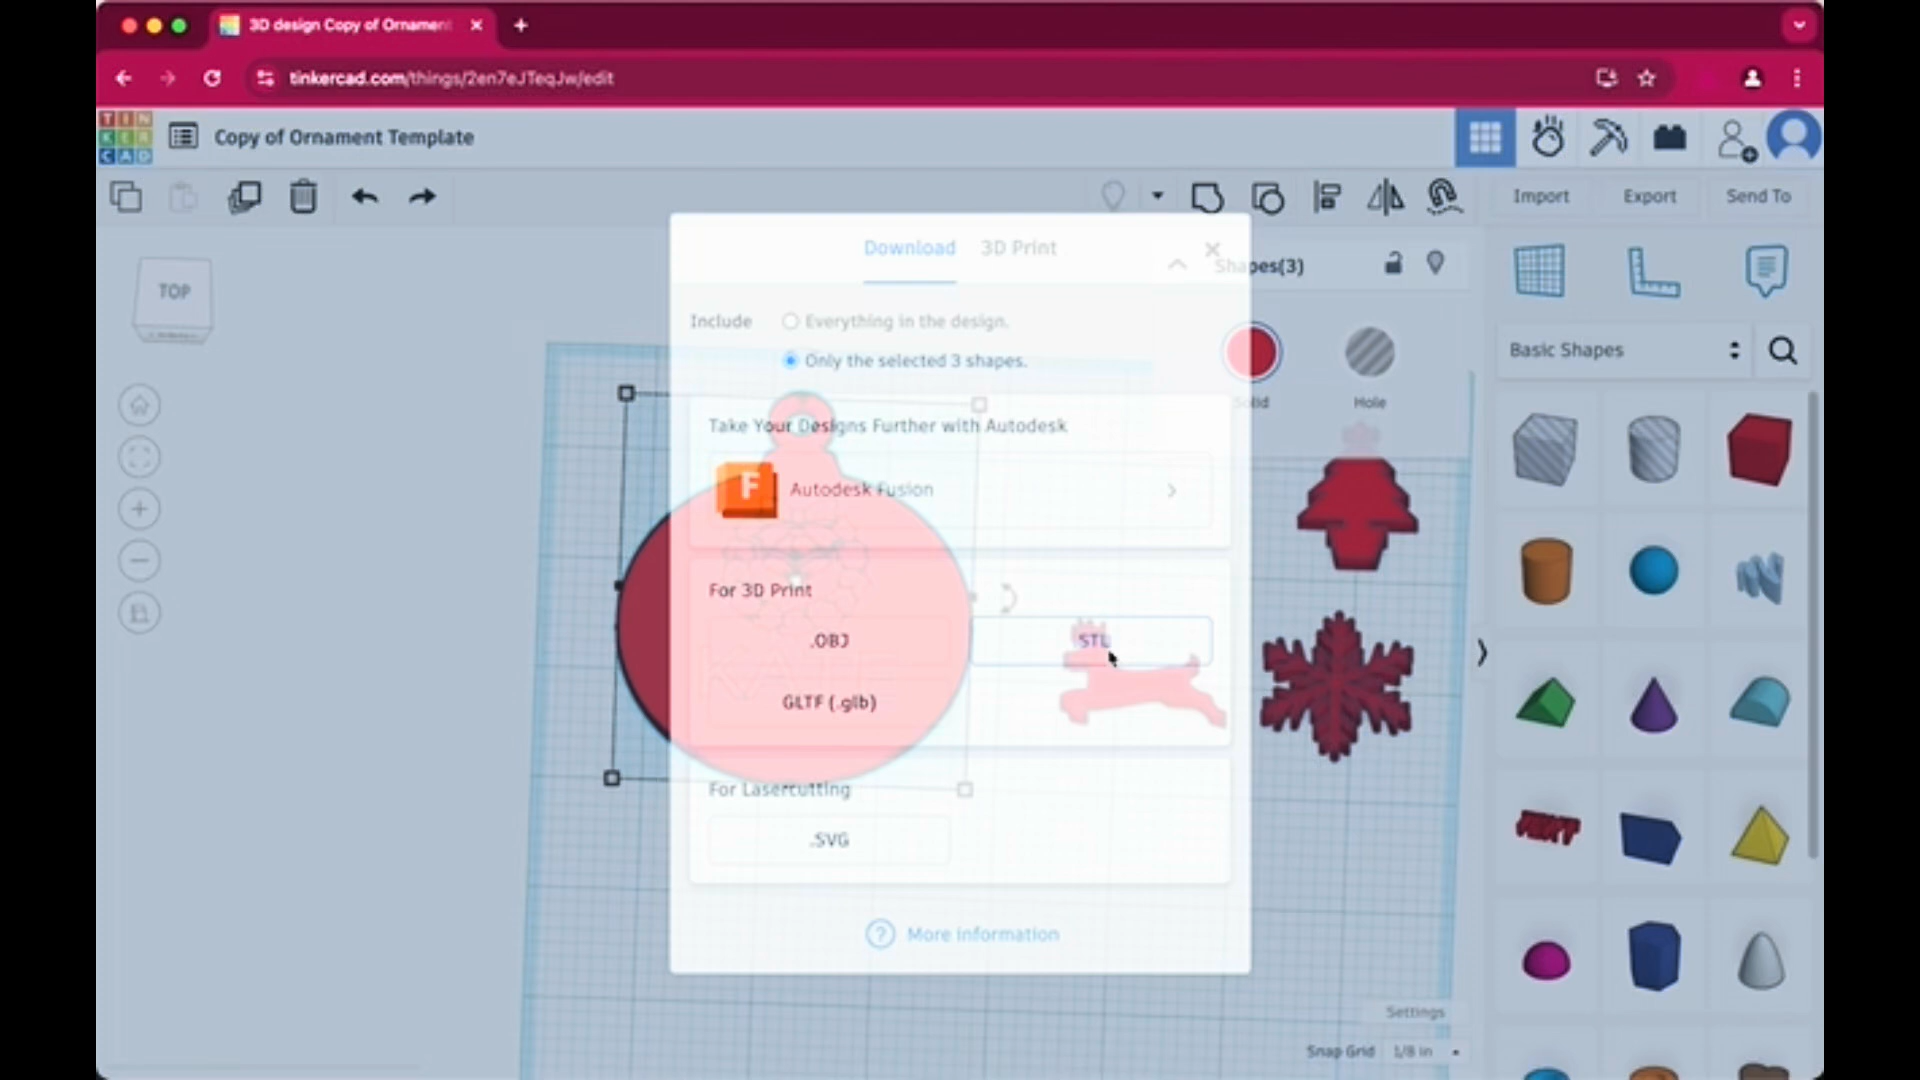 3D design Copy of Ornament
tinkercad.com/things/2en7eJTeqJw/edit
TIN
KER
CAD
Copy of Ornament Template
Import
Export
Send To
TOP
Download
3D Print
Shapes(3)
Include
Everything in the design.
Only the selected 3 shapes.
Solid
Hole
Basic Shapes
Take Your Designs Further with Autodesk
F
Autodesk Fusion
For 3D Print
.OBJ
.STL
GLTF (.glb)
For Lasercutting
.SVG
? More information
Settings
Snap Grid 1/8 in